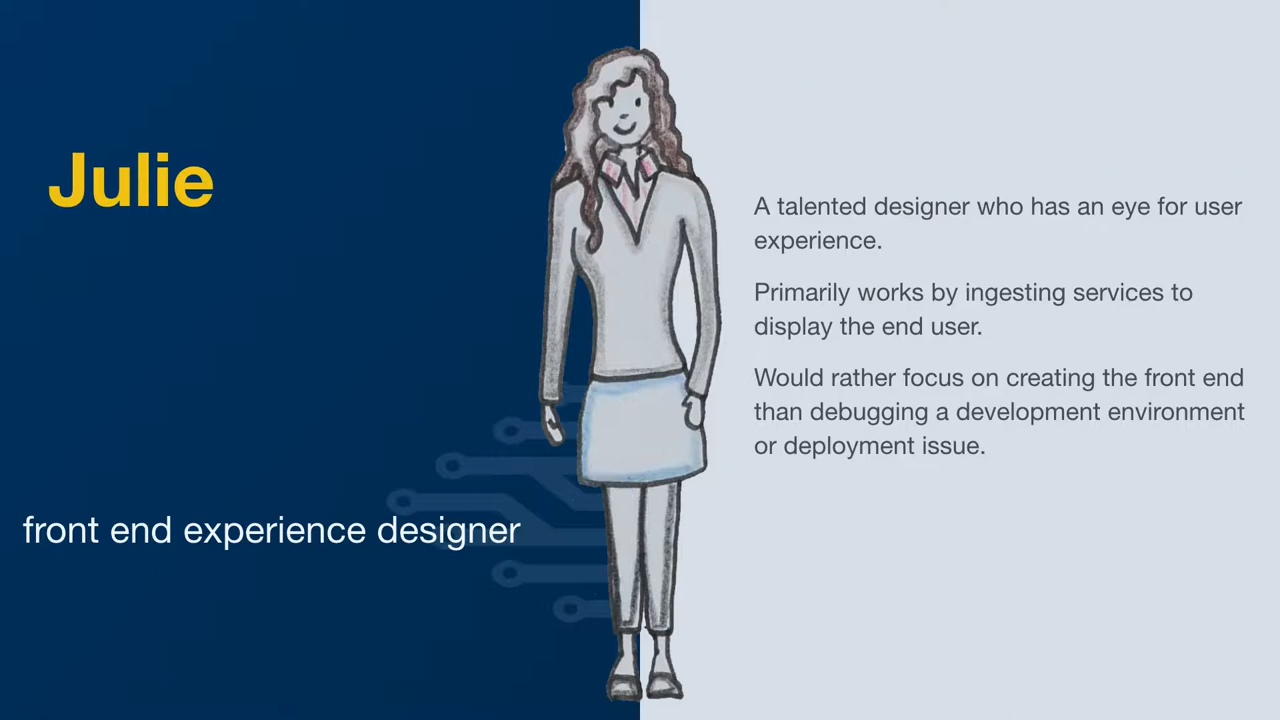 Julie
front end experience designer
A talented designer who has an eye for user
experience.
Primarily works by ingesting services to
display the end user.
Would rather focus on creating the front end
than debugging a development environment
or deployment issue.